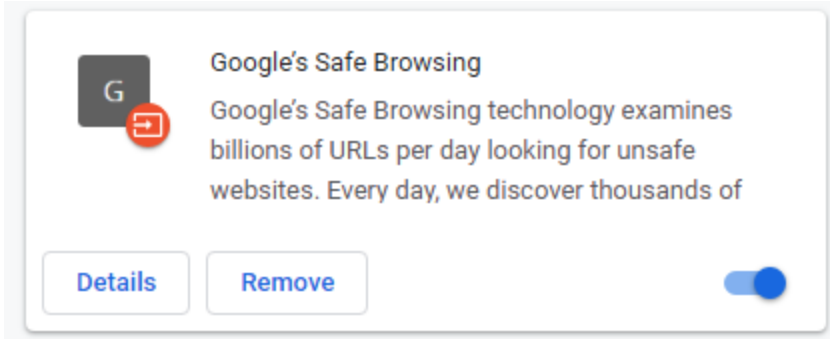 Google’s Safe Browsing
G
Google’s Safe Browsing technology examines
billions of URLs per day looking for unsafe
websites. Every day, we discover thousands of
Details
Remove